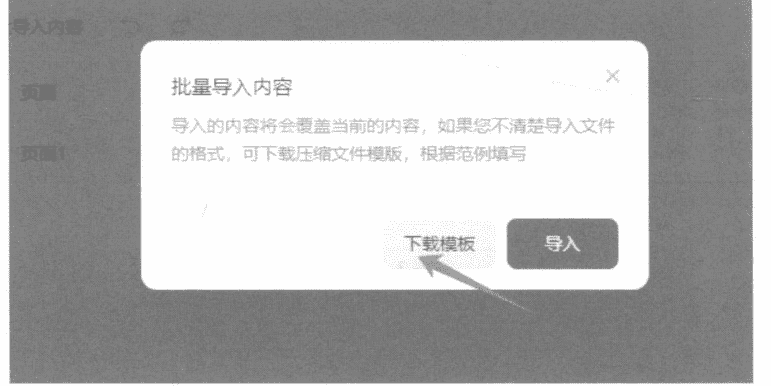 导入内容
页面
批量导入内容
导入的内容将会覆盖当前的内容，如果您不清楚导入文件
的格式，可下载压缩文件模版，根据范例填写
页面1
下载模板
导入